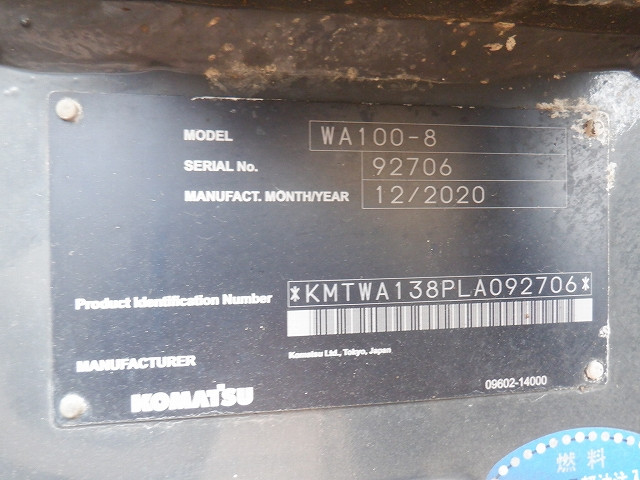 MODEL WA100-8
SERIAL No. 92706
MANUFACT. MONTH/YEAR 12/2020
Product Identification Number *KMTWA138PLA092706*
MANUFACTURER Komatsu Ltd., Tokyo, Japan
KOMATSU
09602-14000
燃料